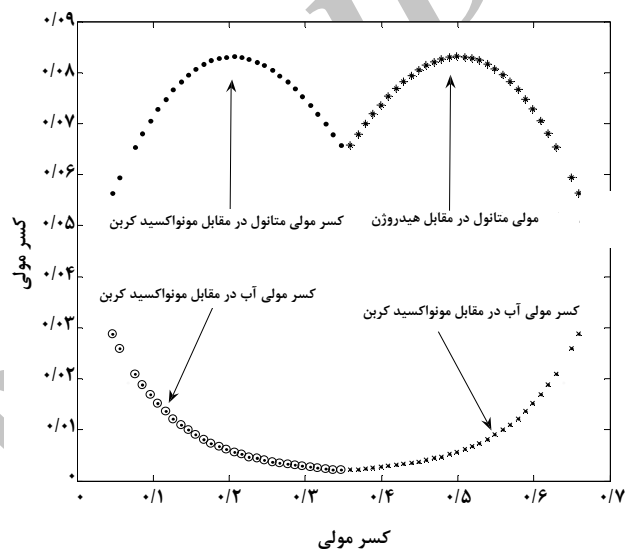 ۰/۰۹
۰/۰۸
۰/۰۷
۰/۰۶
۰/۰۵
۰/۰۴
۰/۰۳
۰/۰۲
۰/۰۱
۰
کسر مولی
کسر مولی متانول در مقابل مونواکسید کربن
مولی متانول در مقابل هیدروژن
کسر مولی آب در مقابل مونواکسید کربن
کسر مولی آب در مقابل مونواکسید کربن
۰ ۰/۱ ۰/۲ ۰/۳ ۰/۴ ۰/۵ ۰/۶ ۰/۷
کسر مولی